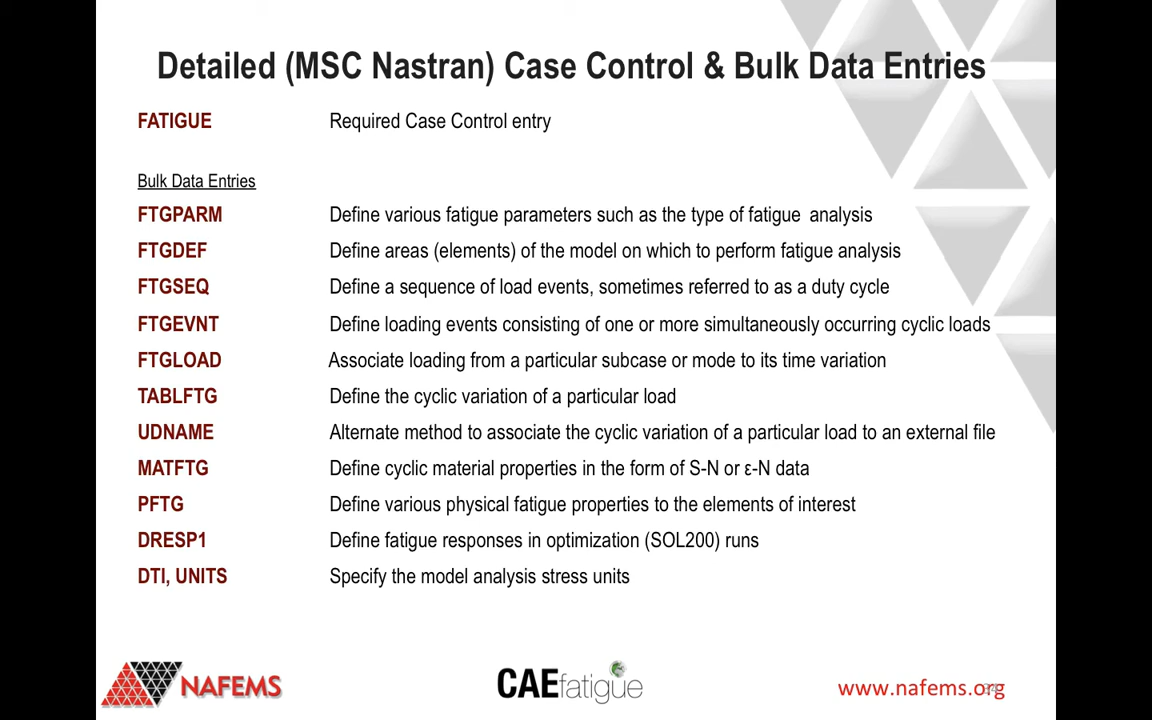 Detailed (MSC Nastran) Case Control & Bulk Data Entries
FATIGUE Required Case Control entry
Bulk Data Entries
FTGPARM Define various fatigue parameters such as the type of fatigue analysis
FTGDEF Define areas (elements) of the model on which to perform fatigue analysis
FTGSEQ Define a sequence of load events, sometimes referred to as a duty cycle
FTGEVNT Define loading events consisting of one or more simultaneously occurring cyclic loads
FTGLOAD Associate loading from a particular subcase or mode to its time variation
TABLFTG Define the cyclic variation of a particular load
UDNAME Alternate method to associate the cyclic variation of a particular load to an external file
MATFTG Define cyclic material properties in the form of S-N or ε-N data
PFTG Define various physical fatigue properties to the elements of interest
DRESP1 Define fatigue responses in optimization (SOL200) runs
DTI, UNITS Specify the model analysis stress units
NAFEMS CAEfatigue www.nafems.org